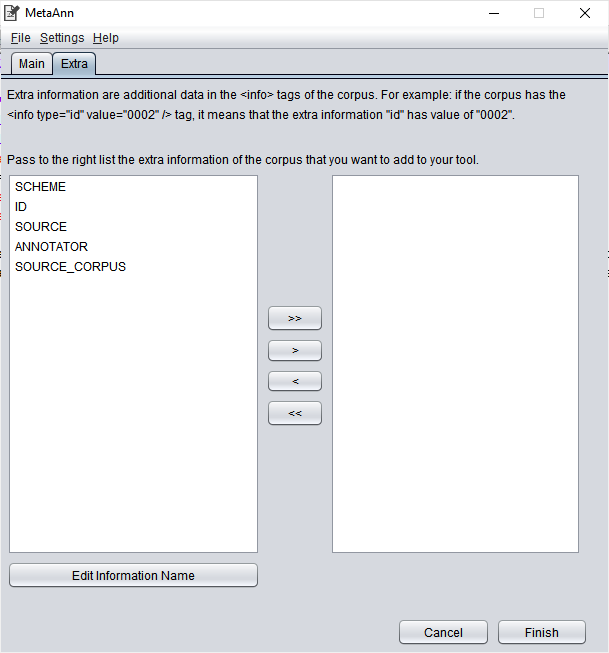 MetaAnn
File Settings Help
Main Extra
Extra information are additional data in the <info> tags of the corpus. For example: if the corpus has the
<info type="id" value="0002" /> tag, it means that the extra information "id" has value of "0002".
Pass to the right list the extra information of the corpus that you want to add to your tool.
SCHEME
ID
SOURCE
ANNOTATOR
SOURCE_CORPUS
>>
>
<
<<
Edit Information Name
Cancel Finish